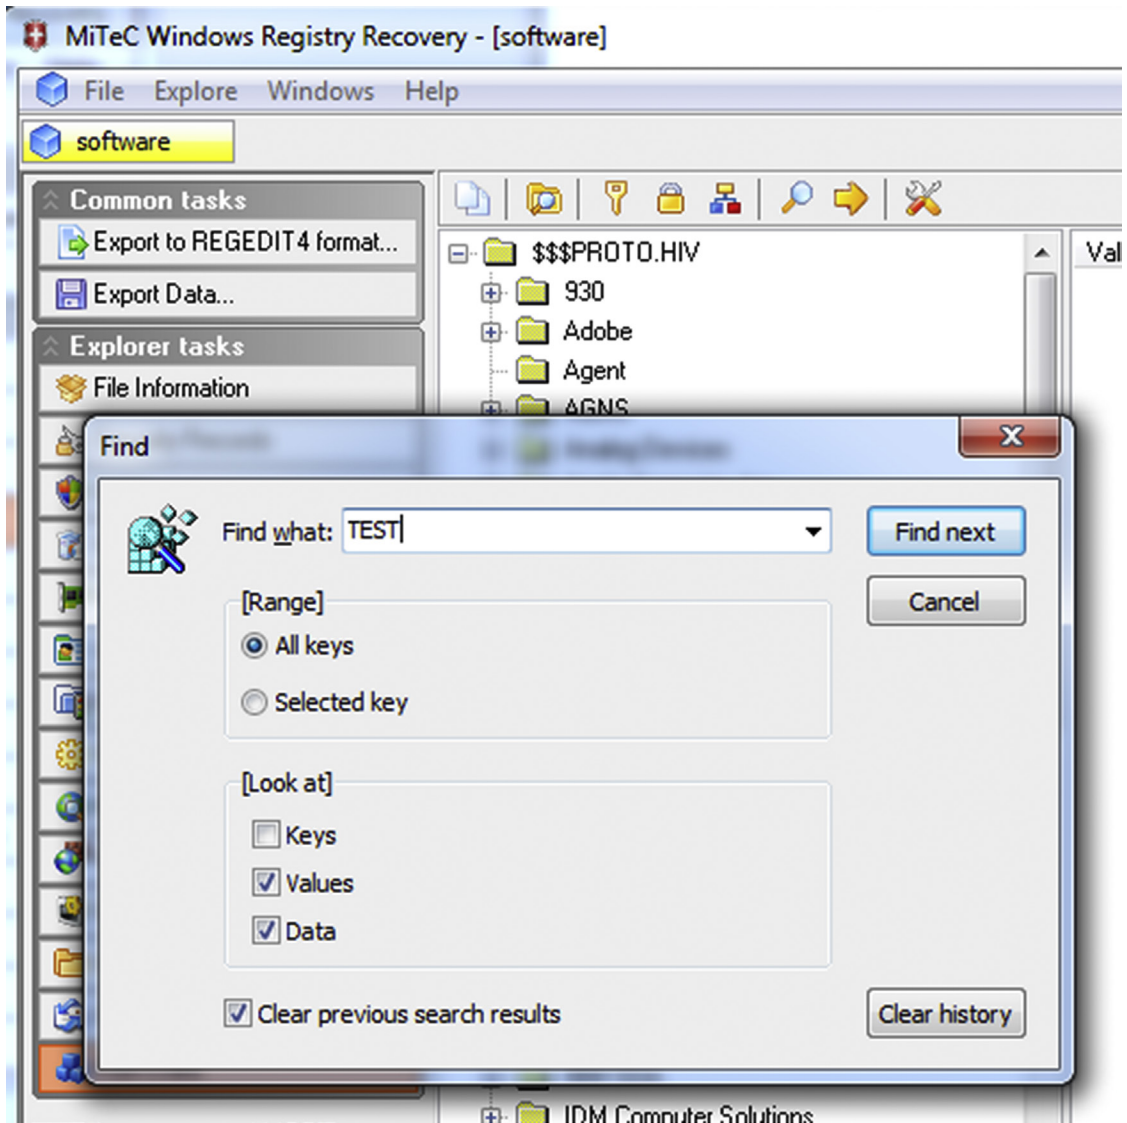 MiTeC Windows Registry Recovery - [software]
File Explore Windows Help
software
Common tasks
Export to REGEDIT4 format...
Export Data...
Explorer tasks
File Information
$$$PROTO.HIV
930
Adobe
Agent
AGNS
Val
Find
Find what: TEST
Find next
Cancel
[Range]
All keys
Selected key
[Look at]
Keys
Values
Data
Clear previous search results
Clear history
IDM Computer Solutions